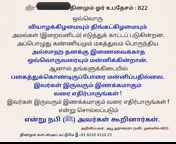 தினமும் ஓர் உபதேசம் : 822
ஒவ்வொரு
வியாழக்கிழமையும் திங்கட்கிழமையும்
அமல்கள் (இறைவனிடம்) எடுத்துக் காட்டப் படுகின்றன.
அப்பொழுது கண்ணியமும் மகத்துவம் பொருந்திய
அல்லாஹ் தனக்கு இணைவைக்காத
ஒவ்வொருவரையும் மன்னிக்கின்றான்.
ஆனால் தங்களுக்கிடையில்
பகைத்துக்கொண்டிருப்போரை மன்னிப்பதில்லை.
இவர்கள் இருவரும் இணக்கமாகும்
வரை எதிர்பாருங்கள் !
இவர்கள் இருவரும் இணக்கமாகும் வரை எதிர்பாருங்கள் !
என்று சொல்லப்படும்
என்று நபி (ஸல்) அவர்கள் கூறினார்கள்.